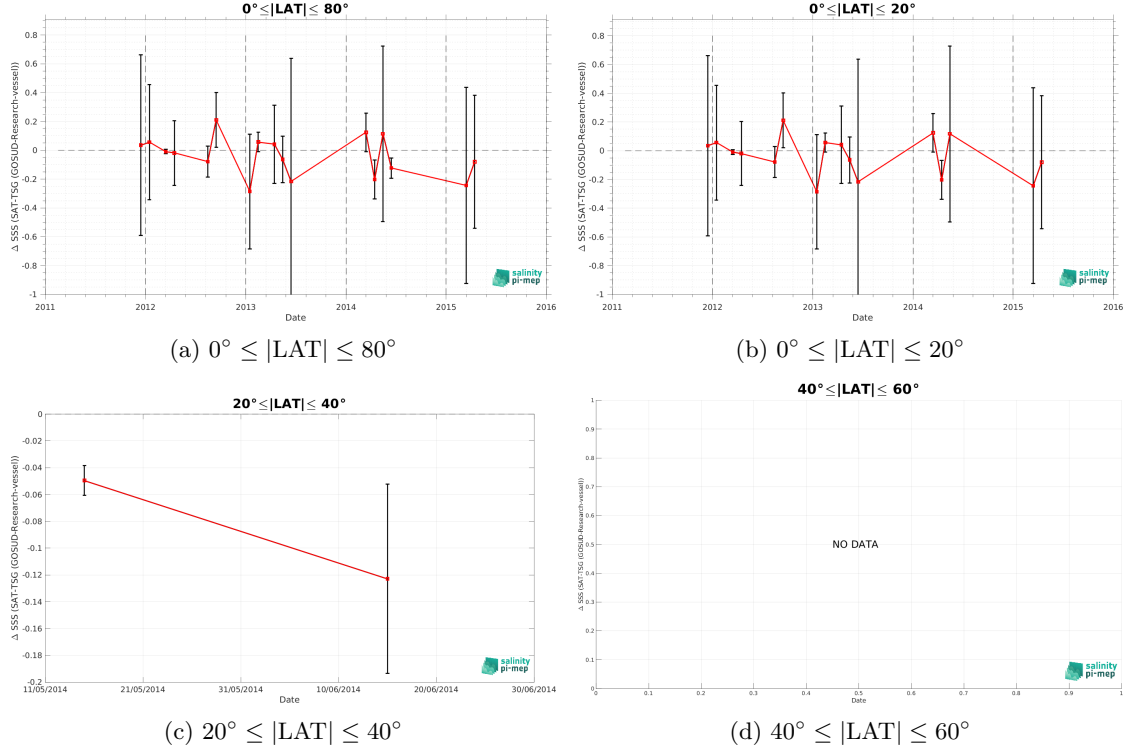 0°≤|LAT|≤ 80°
0.8
0.6
0.4
0.2
0
-0.2
-0.4
-0.6
-0.8
-1
Δ SSS (SAT-TSG (GOSUD-Research-vessel))
2011 2012 2013 2014 2015 2016
Date
salinity
pi-mep
(a) 0° ≤ |LAT| ≤ 80°
0°≤|LAT|≤ 20°
0.8
0.6
0.4
0.2
0
-0.2
-0.4
-0.6
-0.8
-1
Δ SSS (SAT-TSG (GOSUD-Research-vessel))
2011 2012 2013 2014 2015 2016
Date
salinity
pi-mep
(b) 0° ≤ |LAT| ≤ 20°
20°≤|LAT|≤ 40°
0
-0.02
-0.04
-0.06
-0.08
-0.1
-0.12
-0.14
-0.16
-0.18
-0.2
Δ SSS (SAT-TSG (GOSUD-Research-vessel))
11/05/2014 21/05/2014 31/05/2014 10/06/2014 20/06/2014 30/06/2014
Date
salinity
pi-mep
(c) 20° ≤ |LAT| ≤ 40°
40°≤|LAT|≤ 60°
1
0.9
0.8
0.7
0.6
0.5
0.4
0.3
0.2
0.1
0
Δ SSS (SAT-TSG (GOSUD-Research-vessel))
NO DATA
0 0.1 0.2 0.3 0.4 0.5 0.6 0.7 0.8 0.9 1
Date
salinity
pi-mep
(d) 40° ≤ |LAT| ≤ 60°